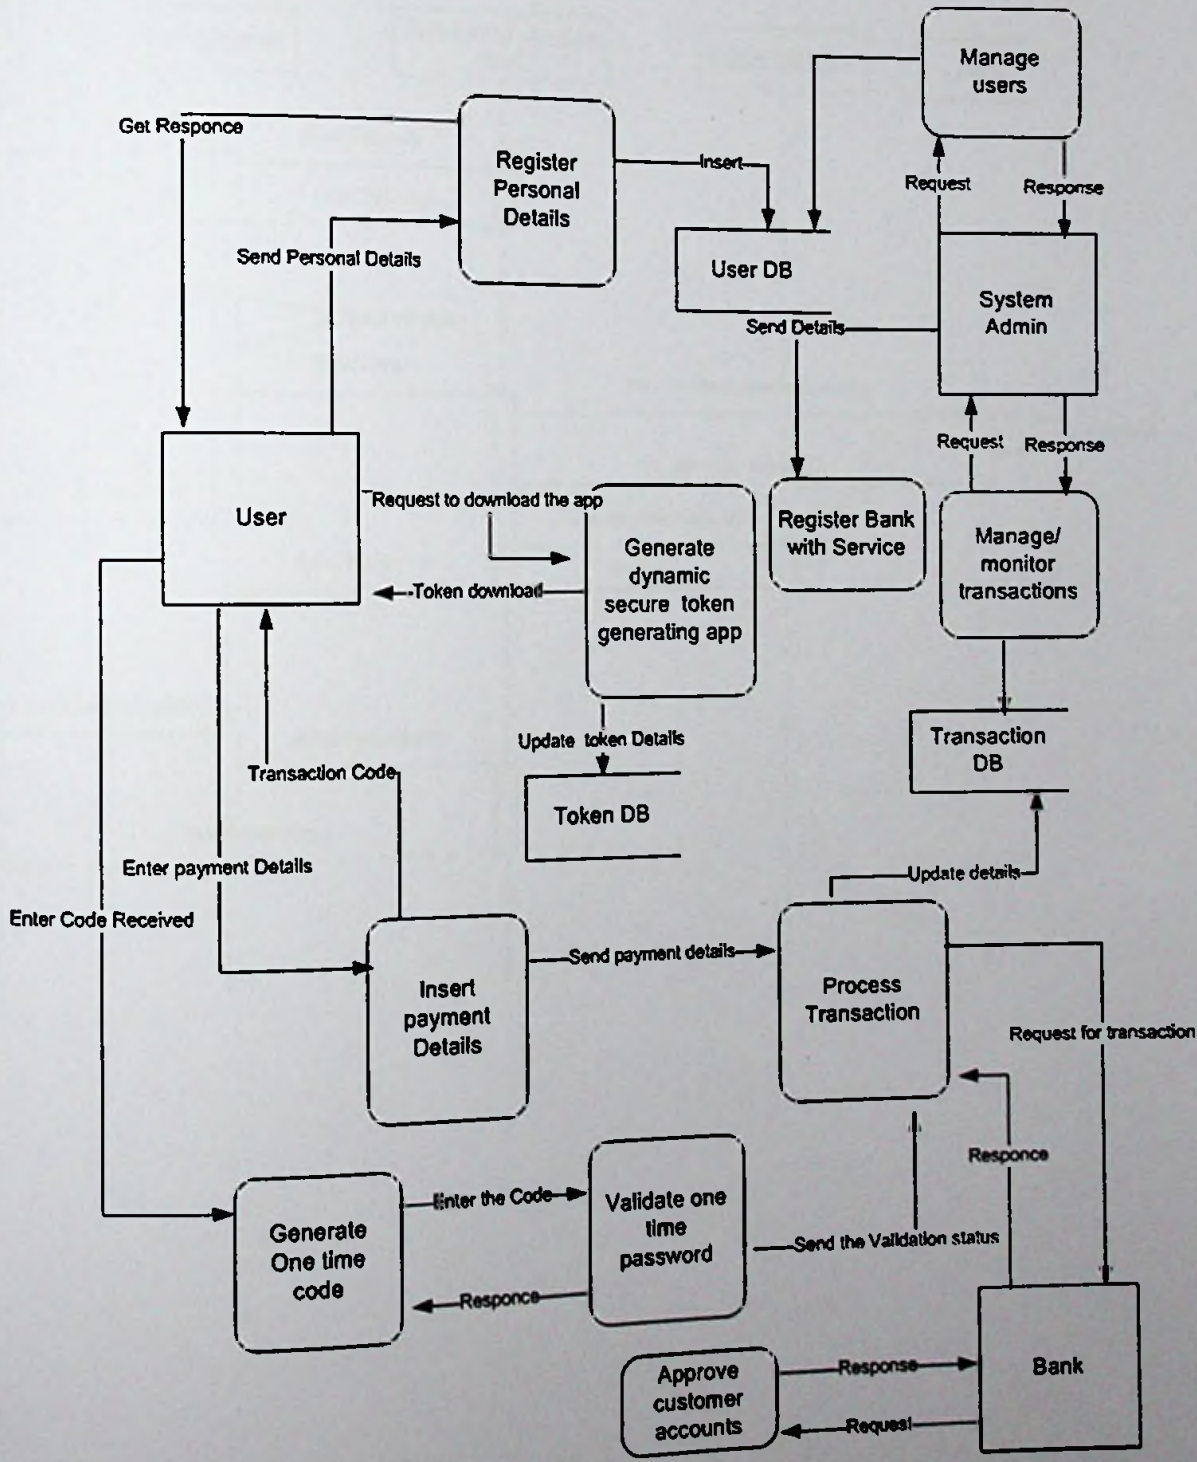 Manage
users
Get Responce
Register
Personal
Details
Insert
Request
Response
Send Personal Details
User DB
System
Admin
Send Details
Request
Response
User
Request to download the app
Generate
dynamic
secure token
generating app
Register Bank
with Service
Manage/
monitor
transactions
Token download
Update token Details
Transaction
DB
Transaction Code
Token DB
Enter payment Details
Update details
Enter Code Received
Send payment details
Insert
payment
Details
Process
Transaction
Request for transaction
Responce
Generate
One time
code
Enter the Code
Validate one
time
password
Send the Validation status
Responce
Approve
customer
accounts
Response
Request
Bank